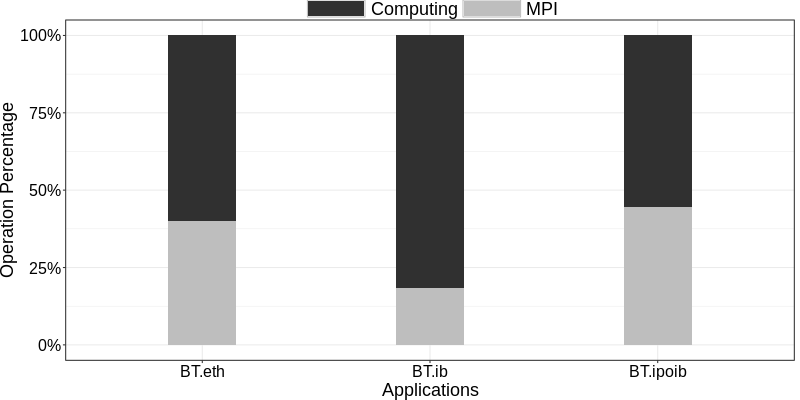 Computing MPI
Operation Percentage
100%
75%
50%
25%
0%
BT.eth BT.ib BT.ipoib
Applications